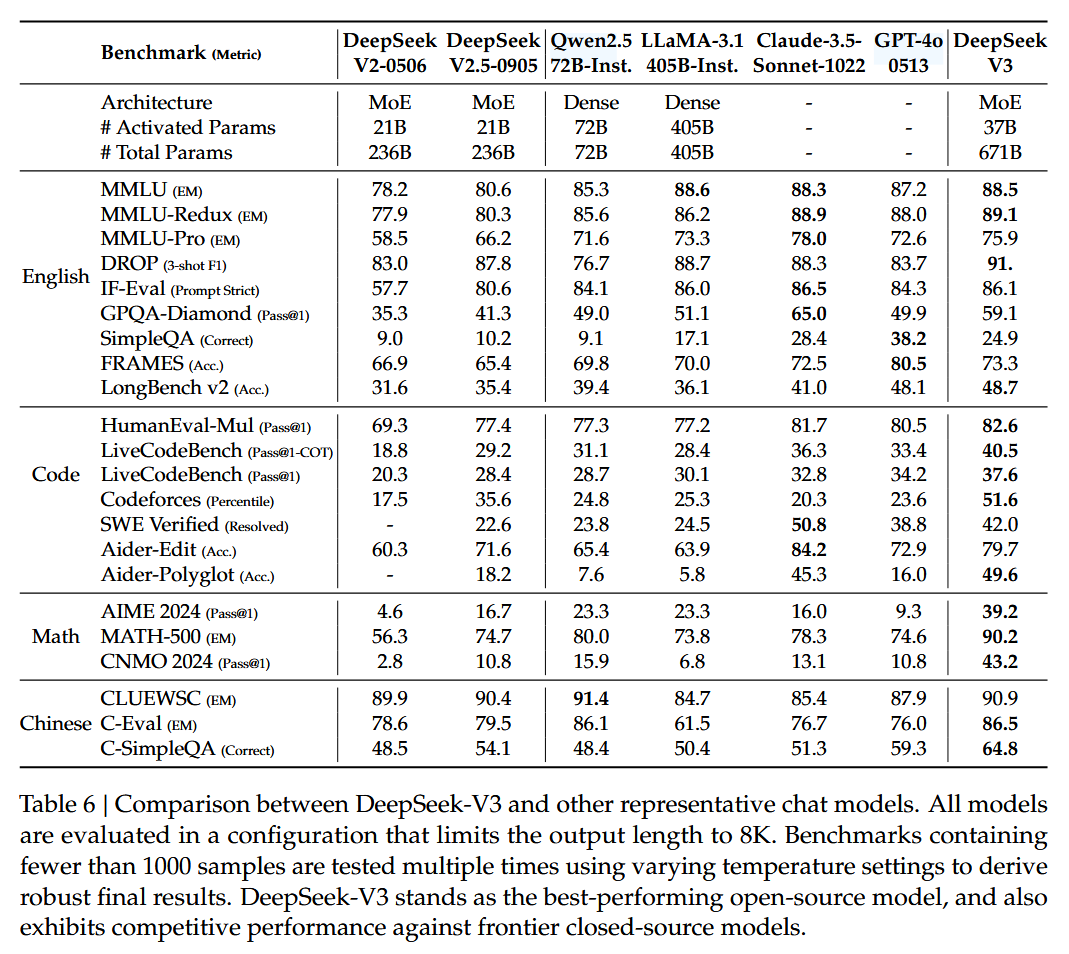 Benchmark (Metric) DeepSeek DeepSeek Qwen2.5 LLaMA-3.1 Claude-3.5- GPT-4o DeepSeek
V2-0506 V2.5-0905 72B-Inst. 405B-Inst. Sonnet-1022 0513 V3
Architecture MoE MoE Dense Dense - - MoE
# Activated Params 21B 21B 72B 405B - - 37B
# Total Params 236B 236B 72B 405B - - 671B
MMLU (EM) 78.2 80.6 85.3 88.6 88.3 87.2 88.5
MMLU-Redux (EM) 77.9 80.3 85.6 86.2 88.9 88.0 89.1
MMLU-Pro (EM) 58.5 66.2 71.6 73.3 78.0 72.6 75.9
DROP (3-shot F1) 83.0 87.8 76.7 88.7 88.3 83.7 91.
English IF-Eval (Prompt Strict) 57.7 80.6 84.1 86.0 86.5 84.3 86.1
GPQA-Diamond (Pass@1) 35.3 41.3 49.0 51.1 65.0 49.9 59.1
SimpleQA (Correct) 9.0 10.2 9.1 17.1 28.4 38.2 24.9
FRAMES (Acc.) 66.9 65.4 69.8 70.0 72.5 80.5 73.3
LongBench v2 (Acc.) 31.6 35.4 39.4 36.1 41.0 48.1 48.7
HumanEval-Mul (Pass@1) 69.3 77.4 77.3 77.2 81.7 80.5 82.6
LiveCodeBench (Pass@1-COT) 18.8 29.2 31.1 28.4 36.3 33.4 40.5
Code LiveCodeBench (Pass@1) 20.3 28.4 28.7 30.1 32.8 34.2 37.6
Codeforces (Percentile) 17.5 35.6 24.8 25.3 20.3 23.6 51.6
SWE Verified (Resolved) - 22.6 23.8 24.5 50.8 38.8 42.0
Aider-Edit (Acc.) 60.3 71.6 65.4 63.9 84.2 72.9 79.7
Aider-Polyglot (Acc.) - 18.2 7.6 5.8 45.3 16.0 49.6
AIME 2024 (Pass@1) 4.6 16.7 23.3 23.3 16.0 9.3 39.2
Math MATH-500 (EM) 56.3 74.7 80.0 73.8 78.3 74.6 90.2
CNMO 2024 (Pass@1) 2.8 10.8 15.9 6.8 13.1 10.8 43.2
CLUEWSC (EM) 89.9 90.4 91.4 84.7 85.4 87.9 90.9
Chinese C-Eval (EM) 78.6 79.5 86.1 61.5 76.7 76.0 86.5
C-SimpleQA (Correct) 48.5 54.1 48.4 50.4 51.3 59.3 64.8
Table 6 | Comparison between DeepSeek-V3 and other representative chat models. All models
are evaluated in a configuration that limits the output length to 8K. Benchmarks containing
fewer than 1000 samples are tested multiple times using varying temperature settings to derive
robust final results. DeepSeek-V3 stands as the best-performing open-source model, and also
exhibits competitive performance against frontier closed-source models.